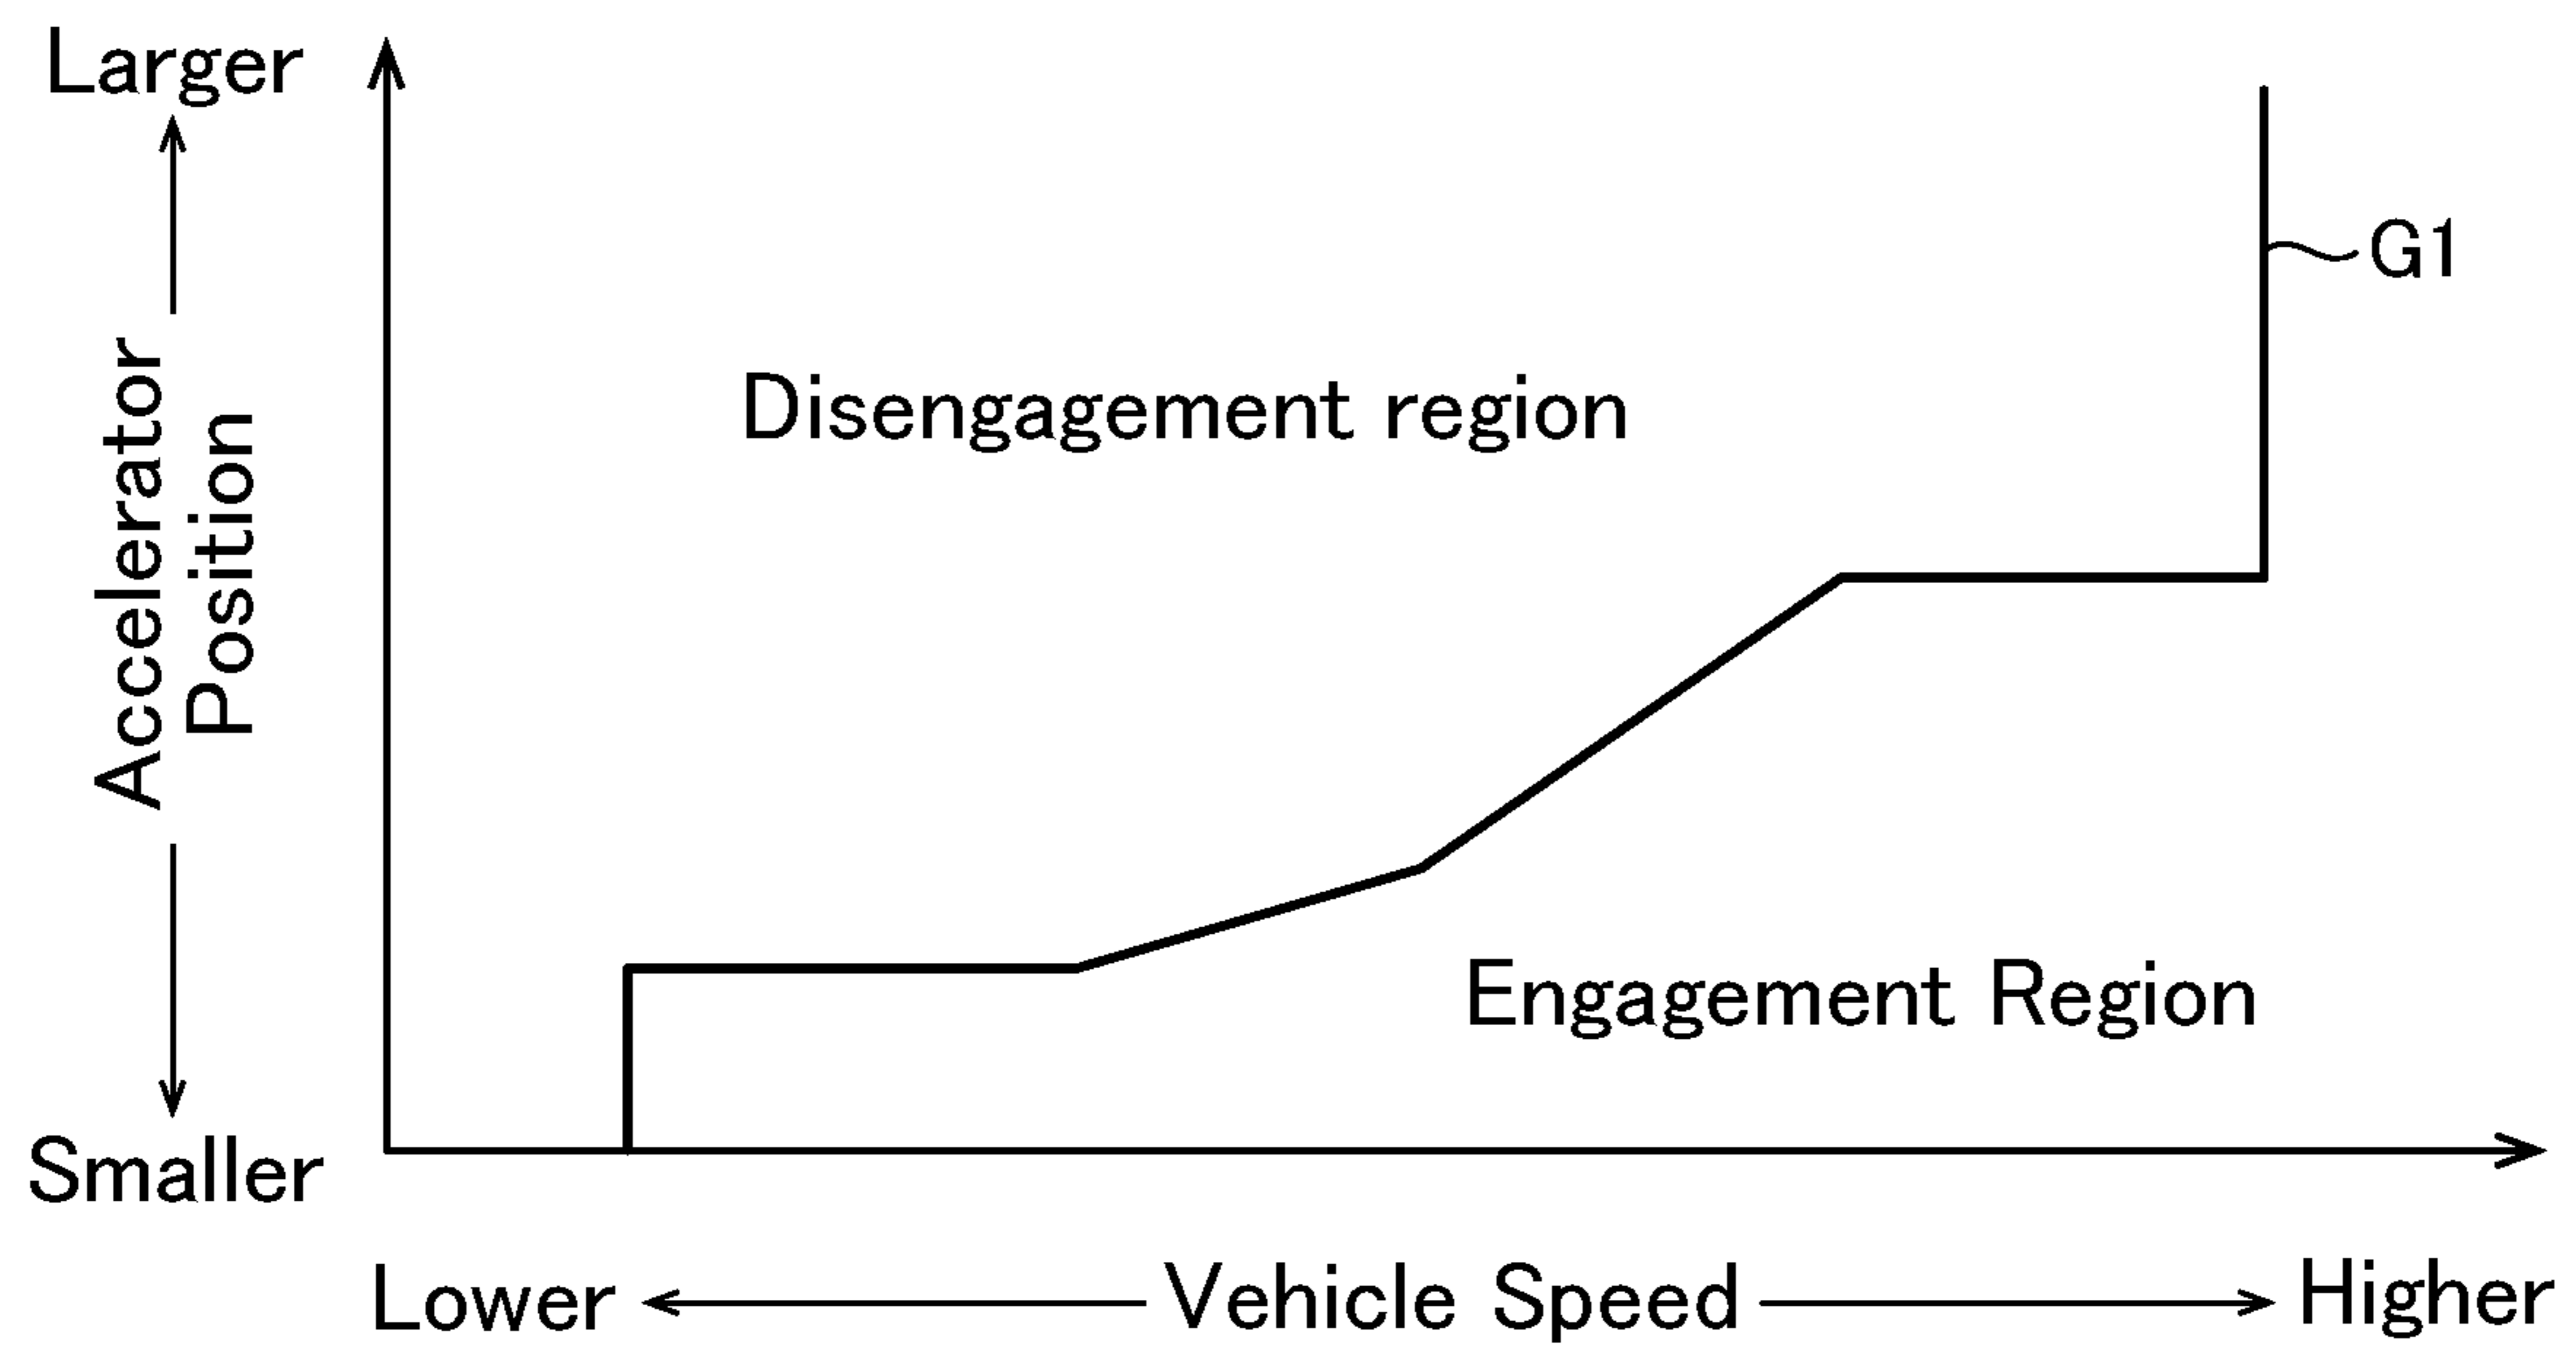 Larger
G1
Disengagement region
Accelerator
Position
Engagement Region
Smaller
Lower
Vehicle Speed
Higher